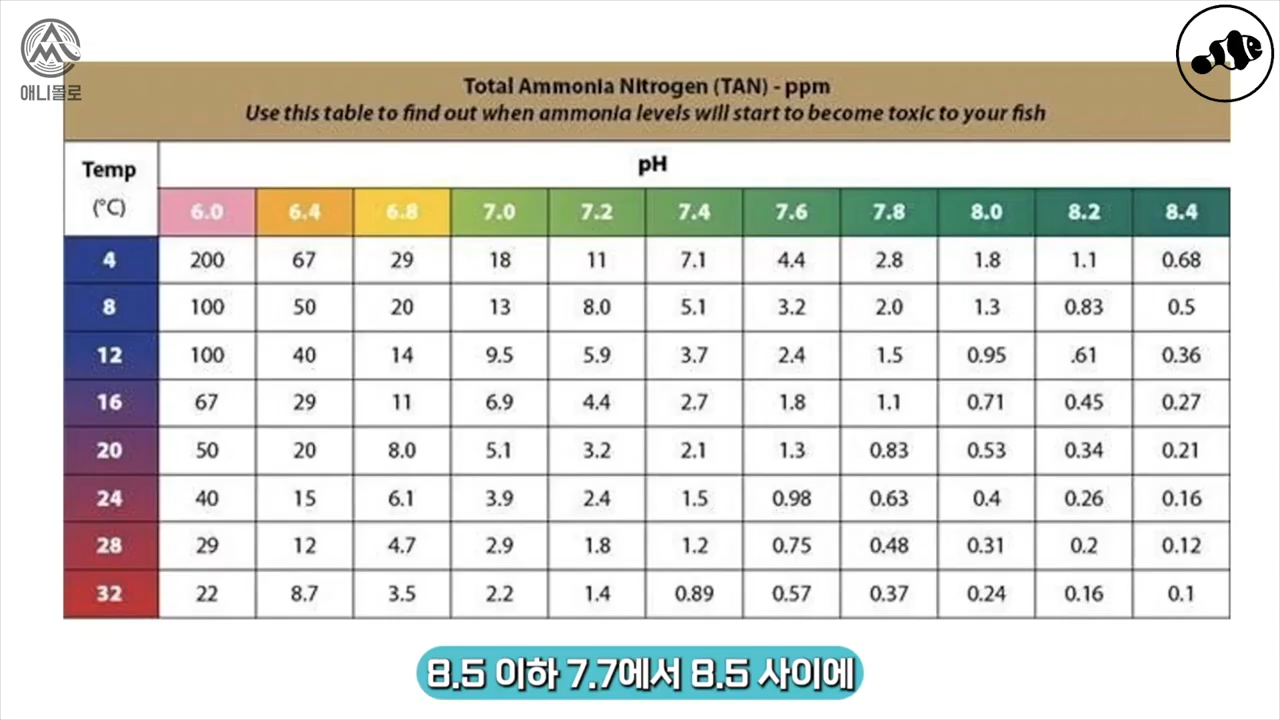 애니몰로
Total Ammonia Nitrogen (TAN) - ppm
Use this table to find out when ammonia levels will start to become toxic to your fish
Temp (°C) pH
6.0 6.4 6.8 7.0 7.2 7.4 7.6 7.8 8.0 8.2 8.4
4 200 67 29 18 11 7.1 4.4 2.8 1.8 1.1 0.68
8 100 50 20 13 8.0 5.1 3.2 2.0 1.3 0.83 0.5
12 100 40 14 9.5 5.9 3.7 2.4 1.5 0.95 .61 0.36
16 67 29 11 6.9 4.4 2.7 1.8 1.1 0.71 0.45 0.27
20 50 20 8.0 5.1 3.2 2.1 1.3 0.83 0.53 0.34 0.21
24 40 15 6.1 3.9 2.4 1.5 0.98 0.63 0.4 0.26 0.16
28 29 12 4.7 2.9 1.8 1.2 0.75 0.48 0.31 0.2 0.12
32 22 8.7 3.5 2.2 1.4 0.89 0.57 0.37 0.24 0.16 0.1
8.5 이하 7.7에서 8.5 사이에